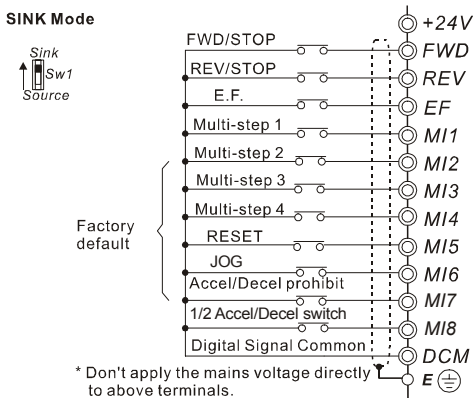 SINK Mode
Sink
Sw1
Source
+24V
FWD/STOP FWD
REV/STOP REV
E.F. EF
Multi-step 1 MI1
Multi-step 2 MI2
Multi-step 3 MI3
Multi-step 4 MI4
Factory
default
RESET MI5
JOG MI6
Accel/Decel prohibit MI7
1/2 Accel/Decel switch MI8
Digital Signal Common DCM
* Don't apply the mains voltage directly E
to above terminals.